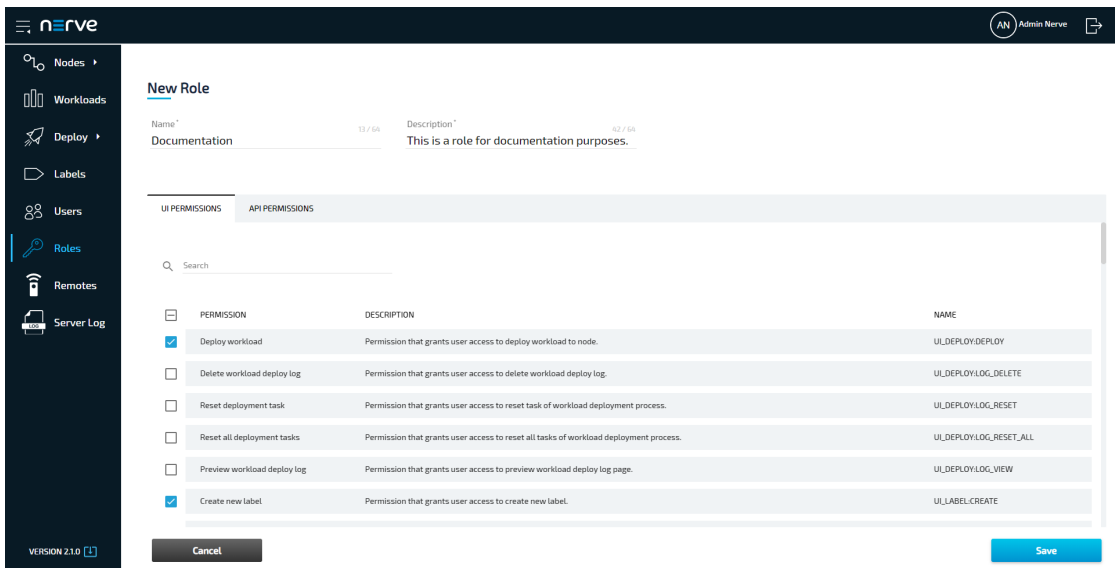 nerve
AN Admin Nerve
Nodes
Workloads
Deploy
Labels
Users
Roles
Remotes
LOG Server Log
VERSION 2.1.0
New Role
Name * 13 / 64 Description * 42 / 64
Documentation This is a role for documentation purposes.
UI PERMISSIONS API PERMISSIONS
Search
PERMISSION DESCRIPTION NAME
Deploy workload Permission that grants user access to deploy workload to node. UI_DEPLOY:DEPLOY
Delete workload deploy log Permission that grants user access to delete workload deploy log. UI_DEPLOY:LOG_DELETE
Reset deployment task Permission that grants user access to reset task of workload deployment process. UI_DEPLOY:LOG_RESET
Reset all deployment tasks Permission that grants user access to reset all tasks of workload deployment process. UI_DEPLOY:LOG_RESET_ALL
Preview workload deploy log Permission that grants user access to preview workload deploy log page. UI_DEPLOY:LOG_VIEW
Create new label Permission that grants user access to create new label. UI_LABEL:CREATE
Cancel Save